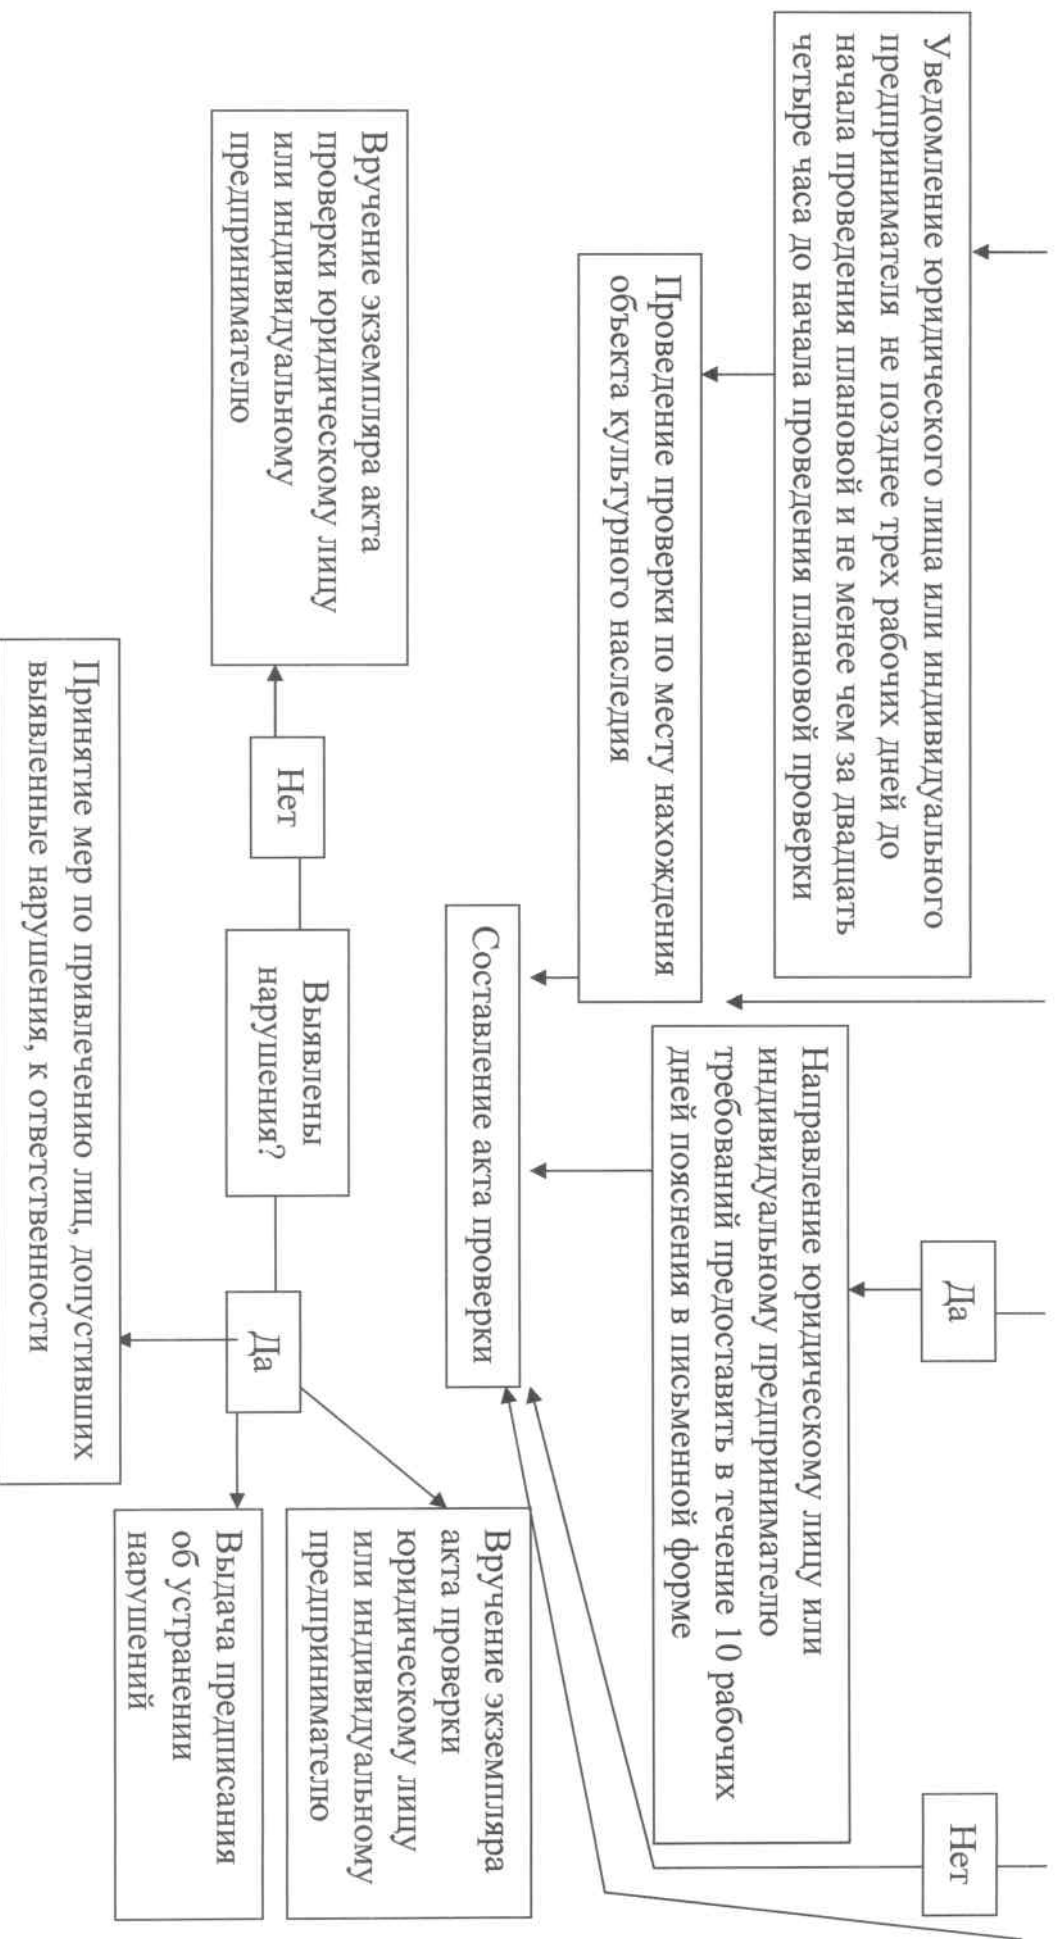 Уведомление юридического лица или индивидуального
предпринимателя не позднее трех рабочих дней до
начала проведения плановой и не менее чем за двадцать
четыре часа до начала проведения плановой проверки
Да
Нет
Направление юридическому лицу или
индивидуальному предпринимателю
требований предоставить в течение 10 рабочих
дней пояснения в письменной форме
Проведение проверки по месту нахождения
объекта культурного наследия
Составление акта проверки
Вручение экземпляра акта
проверки юридическому лицу
или индивидуальному
предпринимателю
Нет
Выявлены
нарушения?
Да
Вручение экземпляра
акта проверки
юридическому лицу
или индивидуальному
предпринимателю
Выдача предписания
об устранении
нарушений
Принятие мер по привлечению лиц, допустивших
выявленные нарушения, к ответственности